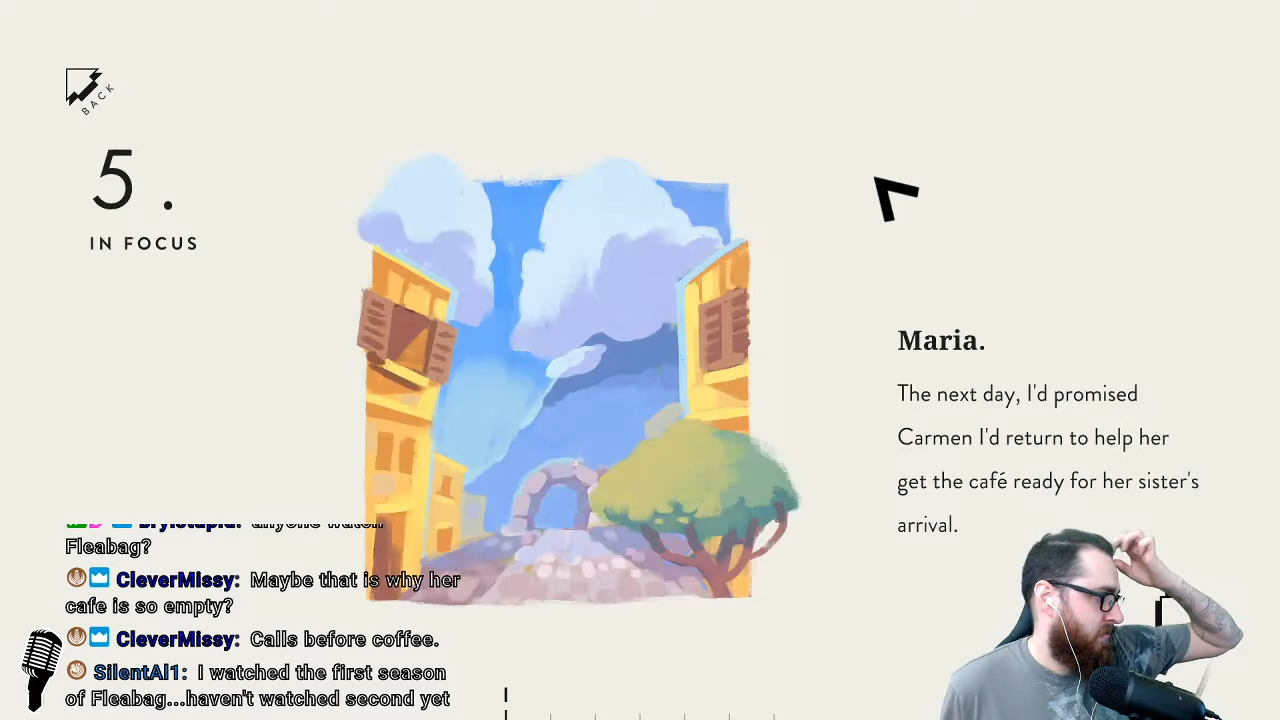 BACK
5 .
IN FOCUS
Maria.
The next day, I'd promised
Carmen I'd return to help her
get the café ready for her sister's
arrival.
anyone watch
Fleabag?
CleverMissy: Maybe that is why her
cafe is so empty?
CleverMissy: Calls before coffee.
SilentAl1: I watched the first season
of Fleabag...haven't watched second yet